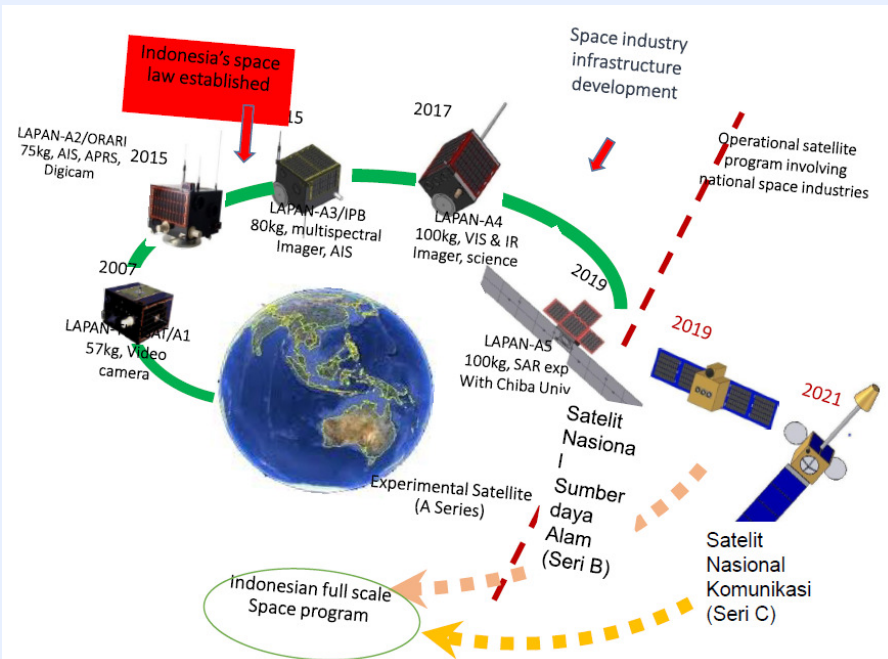 Indonesia's space
law established
Space industry
infrastructure
development
2017
15
LAPAN-A2/ORARI
75kg, AIS, APRS,
Digicam
2015
Operational satellite
program involving
national space industries
LAPAN-A3/IPB
80kg, multispectral
Imager, AIS
LAPAN-A4
100kg, VIS & IR
Imager, science
2007
2019
LAPAN-
AT/A1
57kg, Video
camera
LAPAN-A5
100kg, SAR exp
With Chiba Univ
2019
2021
Satelit
Nasiona
l
Sumber
daya
Alam
(Seri B)
Experimental Satellite
(A Series)
Satelit
Nasional
Komunikasi
(Seri C)
Indonesian full scale
Space program